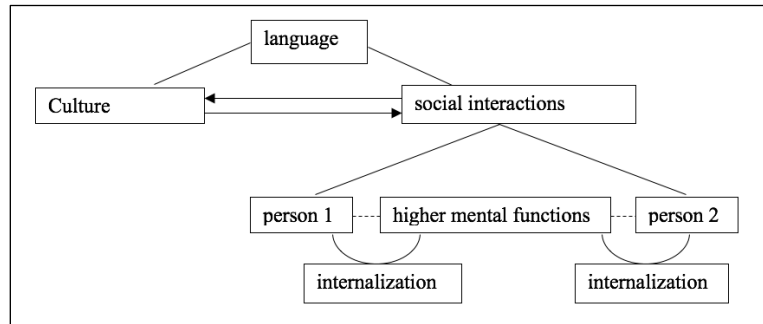 language
Culture
social interactions
person 1
higher mental functions
person 2
internalization
internalization